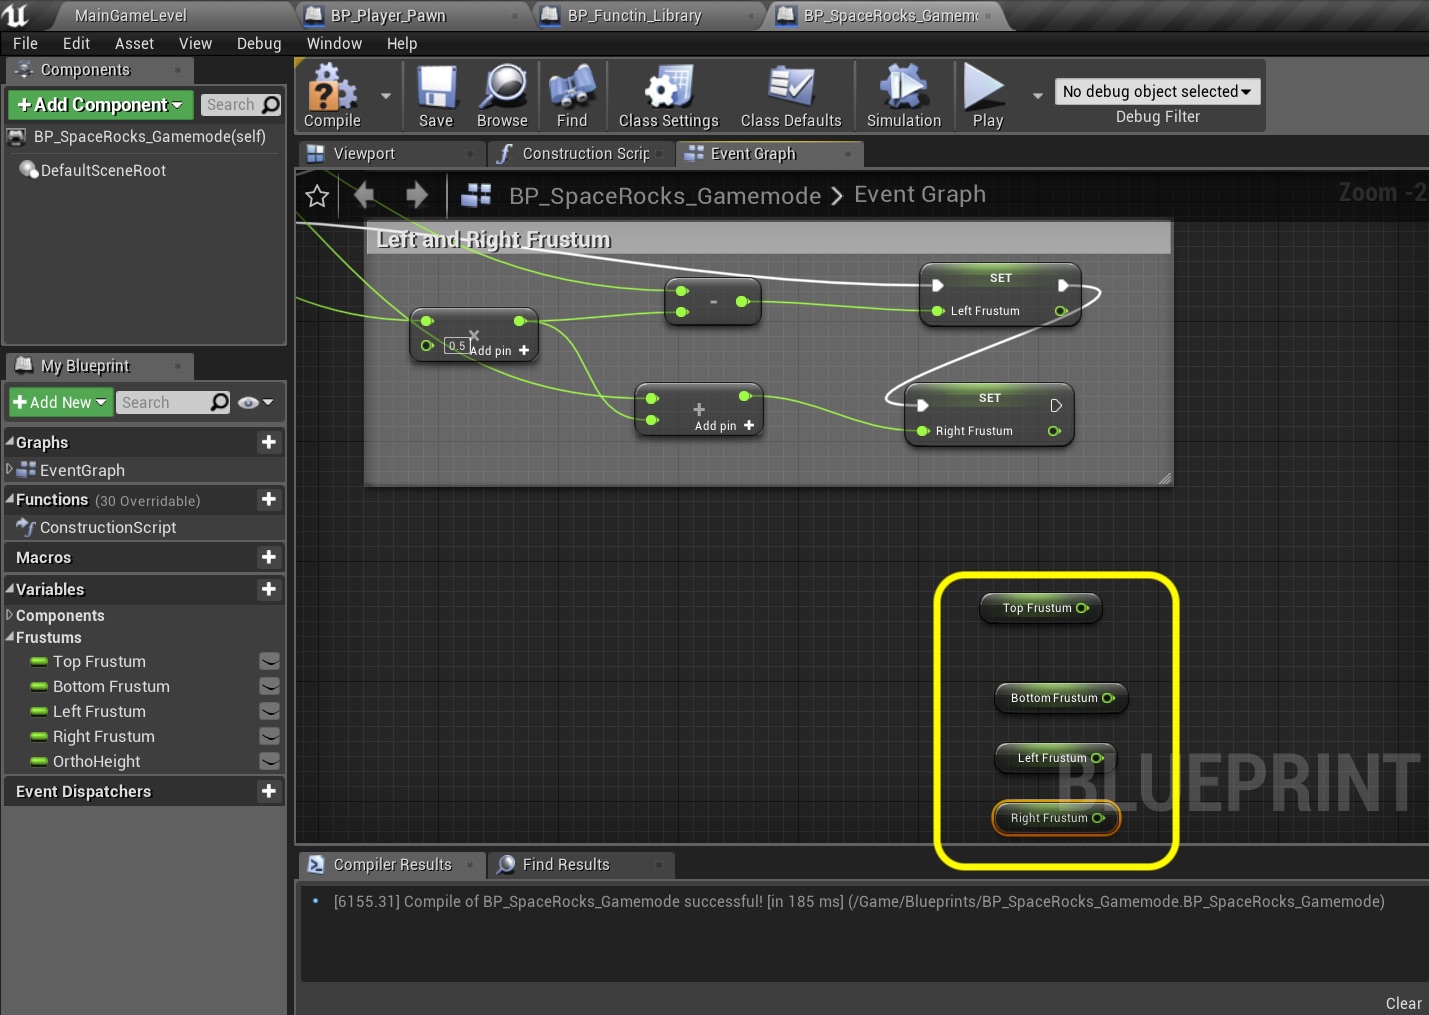 MainGameLevel
BP_Player_Pawn
BP_Functin_Library
BP_SpaceRocks_Gamem
File Edit Asset View Debug Window Help
Components
+Add Component
Search
BP_SpaceRocks_Gamemode(self)
DefaultSceneRoot
Compile
Save
Browse
Find
Class Settings
Class Defaults
Simulation
Play
No debug object selected
Debug Filter
Viewport
Construction Scrip
Event Graph
BP_SpaceRocks_Gamemode > Event Graph
Zoom -2
Left and Right Frustum
SET
Left Frustum
-
0.5
×
Add pin +
SET
Right Frustum
+
Add pin +
My Blueprint
+Add New
Search
Graphs
EventGraph
Functions (30 Overridable)
ConstructionScript
Macros
Variables
Components
Frustums
Top Frustum
Bottom Frustum
Left Frustum
Right Frustum
OrthoHeight
Event Dispatchers
Top Frustum
Bottom Frustum
Left Frustum
Right Frustum
BLUEPRINT
Compiler Results
Find Results
[6155.31] Compile of BP_SpaceRocks_Gamemode successful! [in 185 ms] (/Game/Blueprints/BP_SpaceRocks_Gamemode.BP_SpaceRocks_Gamemode)
Clear